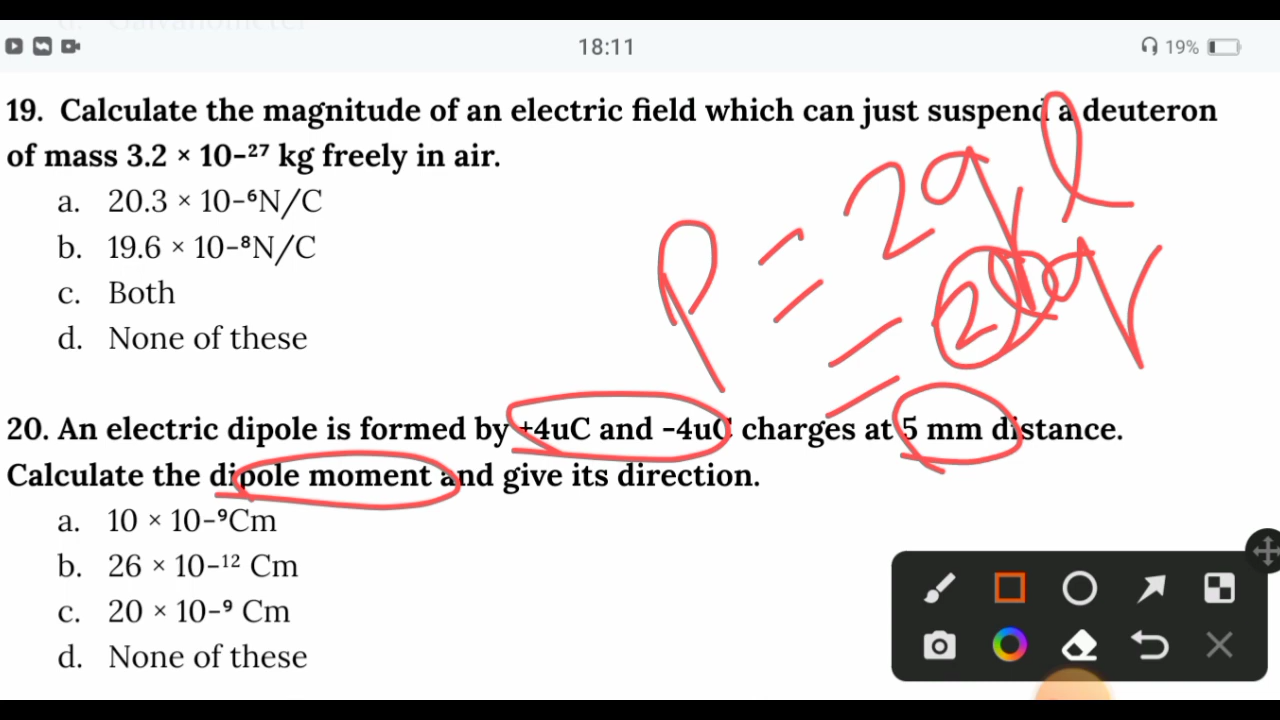 18:11
19%
19. Calculate the magnitude of an electric field which can just suspend a deuteron
of mass 3.2 × 10-²⁷ kg freely in air.
a. 20.3 × 10-⁶N/C
b. 19.6 × 10-⁸N/C
c. Both
d. None of these
P = 2ql
20. An electric dipole is formed by +4uC and -4uC charges at 5 mm distance.
Calculate the dipole moment and give its direction.
a. 10 × 10-⁹Cm
b. 26 × 10-¹² Cm
c. 20 × 10-⁹ Cm
d. None of these